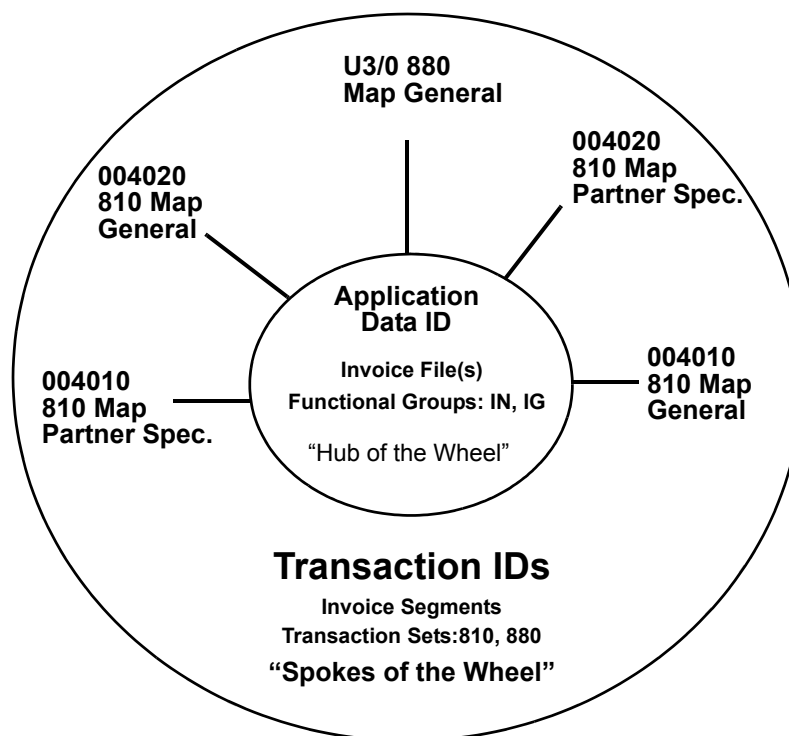 U3/0 880
Map General
004020
810 Map
General
004020
810 Map
Partner Spec.
004010
810 Map
Partner Spec.
Application
Data ID
Invoice File(s)
Functional Groups: IN, IG
“Hub of the Wheel”
004010
810 Map
General
Transaction IDs
Invoice Segments
Transaction Sets:810, 880
“Spokes of the Wheel”